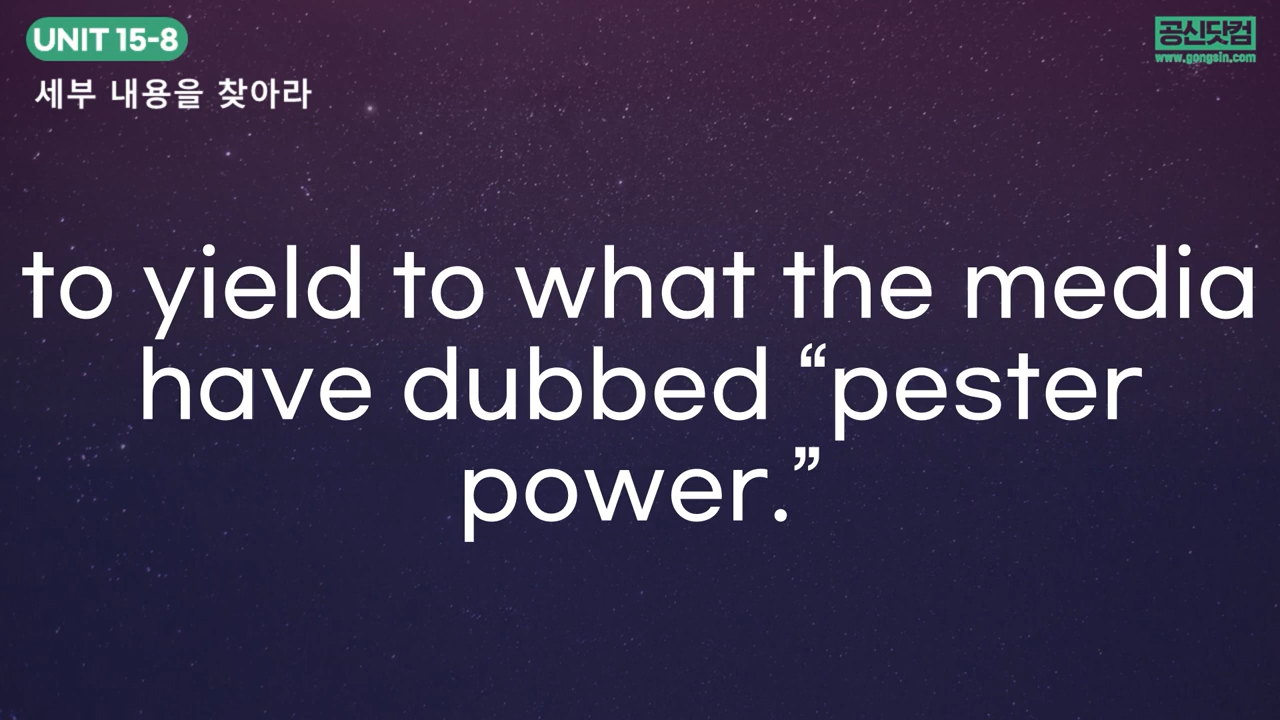 UNIT 15-8
세부 내용을 찾아라
공신닷컴
www.gongsin.com
to yield to what the media
have dubbed “pester
power.”